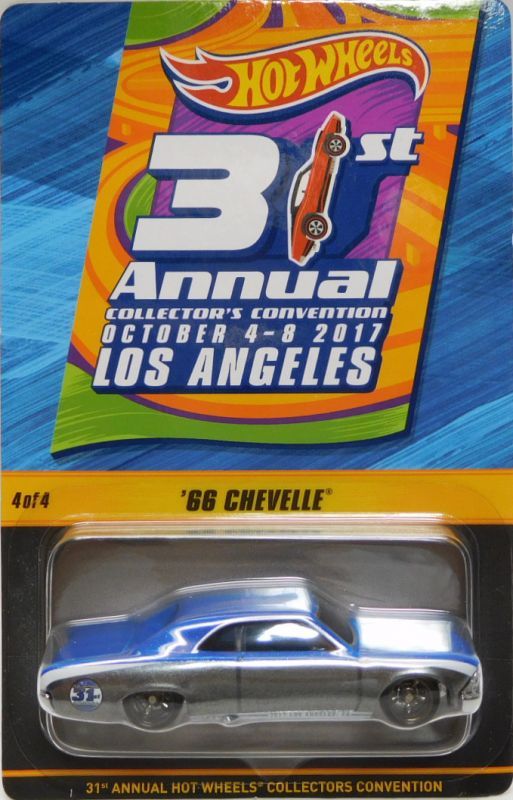 HOT WHEELS
31st
Annual
COLLECTOR'S CONVENTION
OCTOBER 4-8 2017
LOS ANGELES
4 of 4
'66 CHEVELLE®
31
31st ANNUAL HOT WHEELS® COLLECTORS CONVENTION